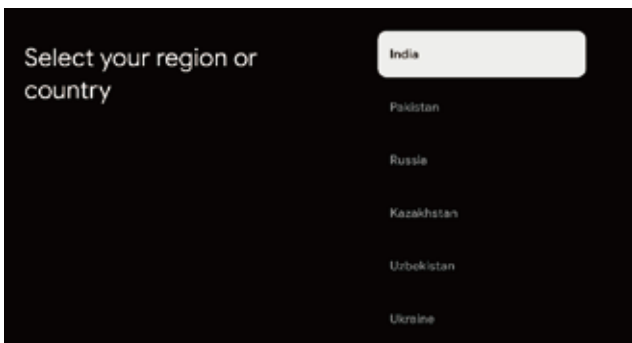 Select your region or
country
India
Pakistan
Russia
Kazakhstan
Uzbekistan
Ukraine